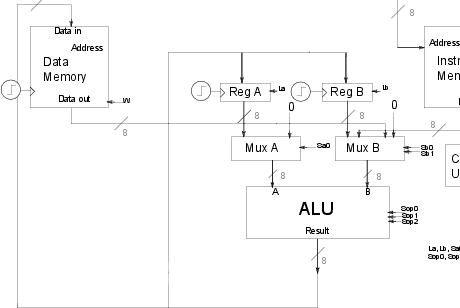 8
Data in
Address
Data
Memory
Data out
W
8
Reg A
La
Reg B
Lb
8
0
8
0
8
Mux A
Sa0
Mux B
Sb0
Sb1
8
8
A
B
ALU
Sop0
Sop1
Sop2
Result
8
Address
Instr
Mem
C
U
La, Lb, Sa
Sop0, Sop